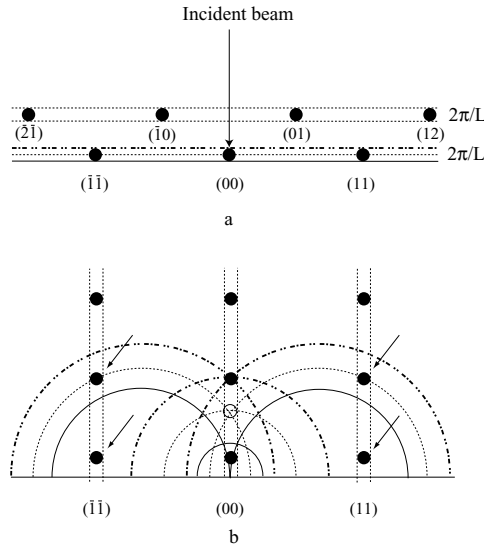 Incident beam
2π/L
(2̄1̄) (1̄0) (01) (12)
2π/L
(1̄1̄) (00) (11)
a
(1̄1̄) (00) (11)
b